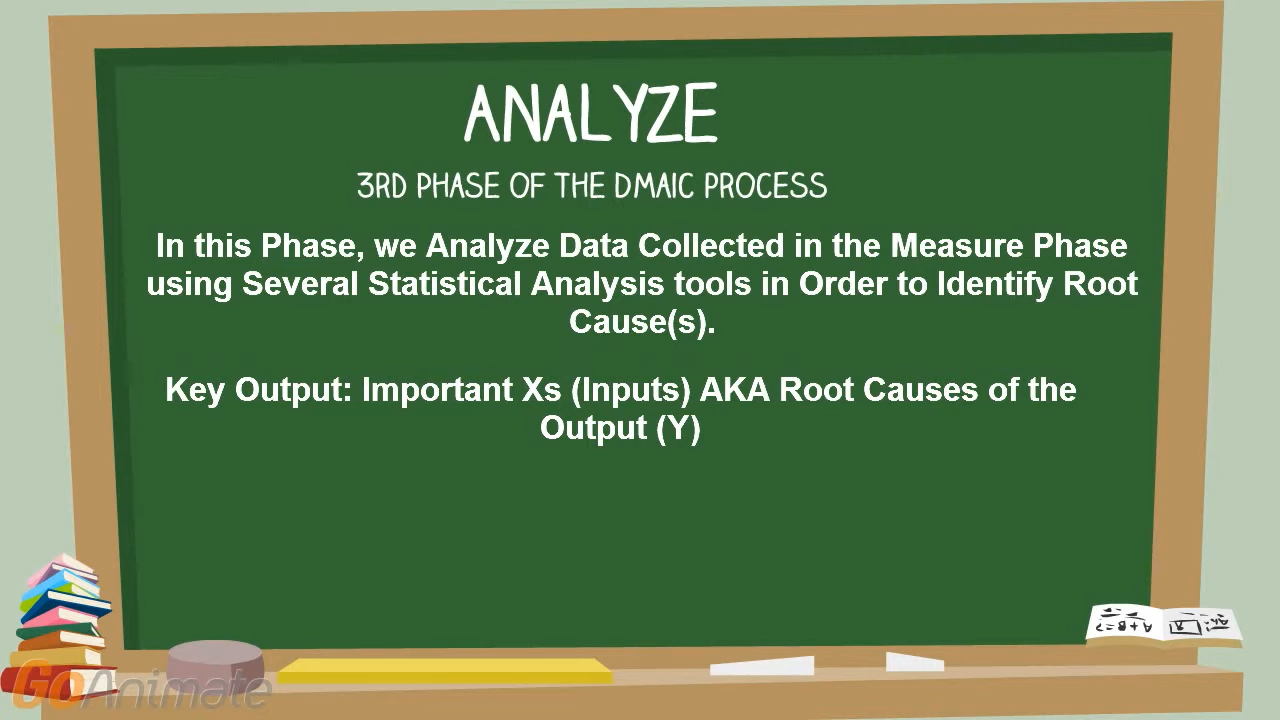 ANALYZE
3RD PHASE OF THE DMAIC PROCESS
In this Phase, we Analyze Data Collected in the Measure Phase
using Several Statistical Analysis tools in Order to Identify Root
Cause(s).
Key Output: Important Xs (Inputs) AKA Root Causes of the
Output (Y)
A+B=?
GoAnimate